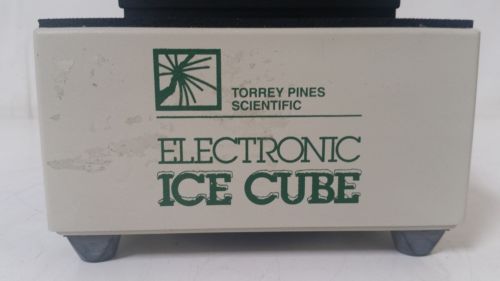 TORREY PINES
SCIENTIFIC
ELECTRONIC
ICE CUBE